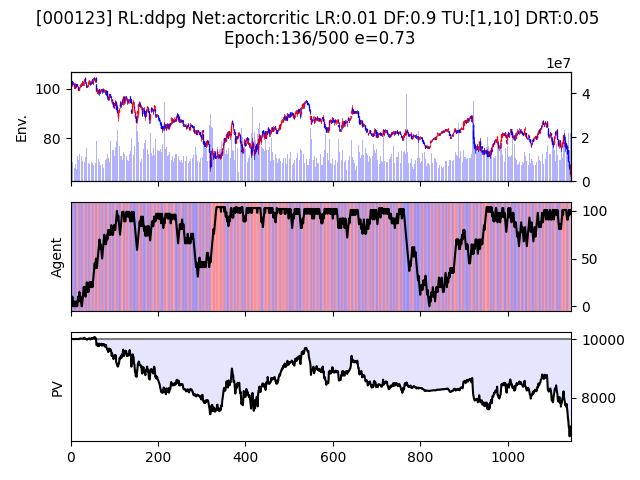 [000123] RL:ddpg Net:actorcritic LR:0.01 DF:0.9 TU:[1,10] DRT:0.05
Epoch:136/500 e=0.73
1e7
Env.
100
80
4
2
0
Agent
100
50
0
PV
10000
8000
0
200
400
600
800
1000